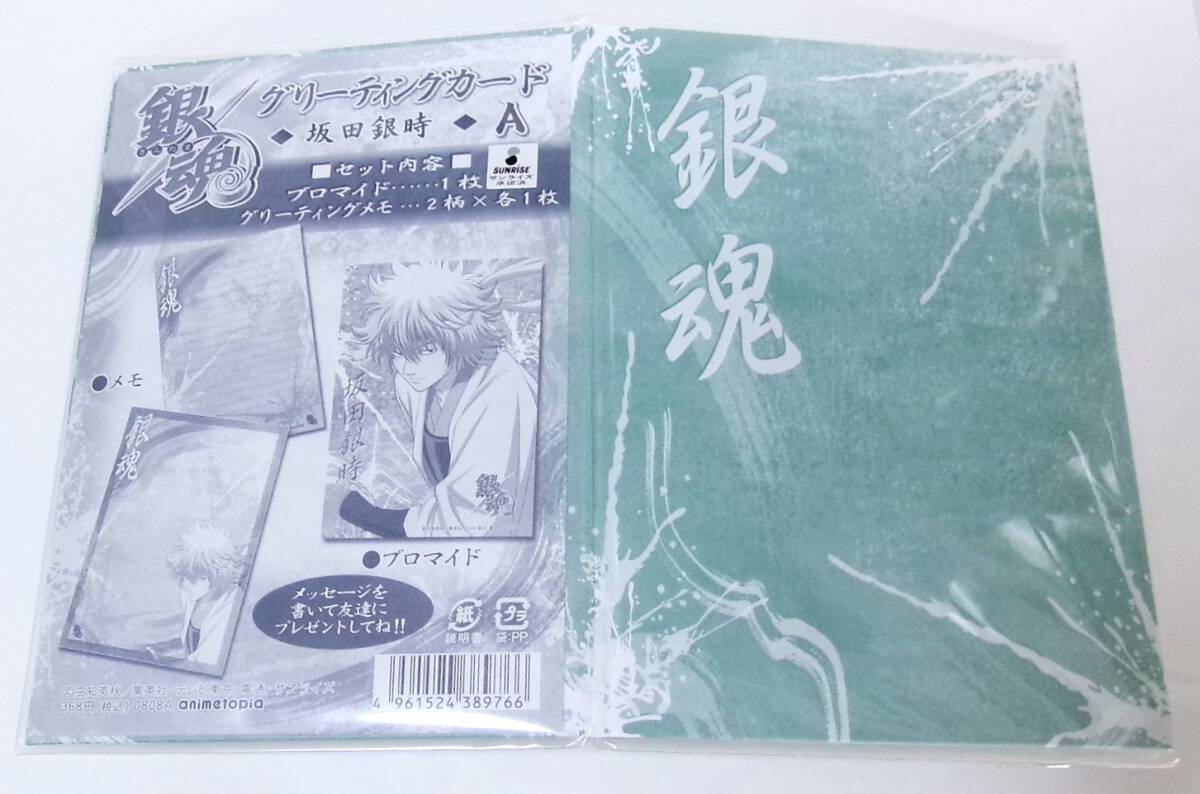 銀魂
ぎんたま
グリーティングカード
◆ 坂田銀時 ◆ A
■セット内容■
ブロマイド……1枚
グリーティングメモ…2柄×各1枚
SUNRISE
サンライズ
承認済
銀魂
●メモ
銀魂
坂田銀時
銀魂
●ブロマイド
メッセージを
書いて友達に
プレゼントしてね!!
紙
説明書
プラ
袋:PP
©空知英秋 集英社 テレビ東京 電通 サンライズ
368円(税込)0808A animetopia
4 961524 389766
銀魂